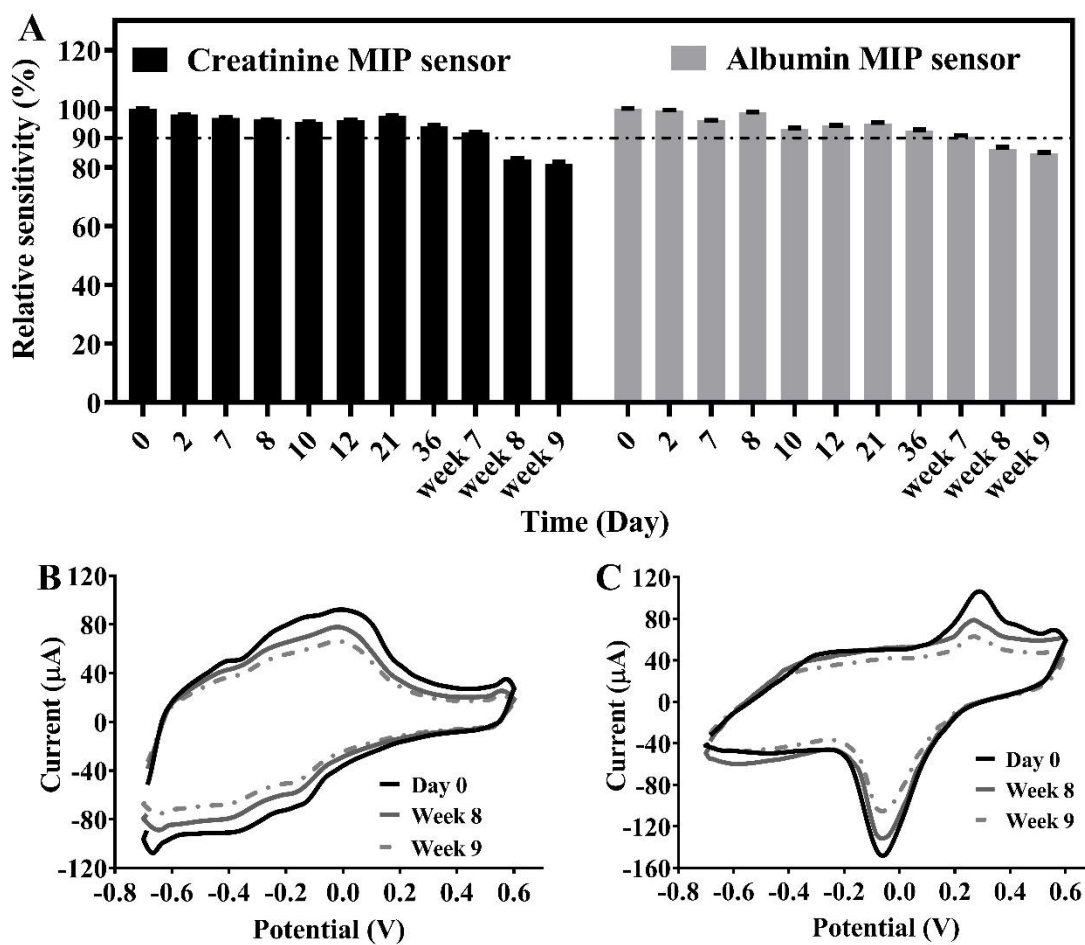 A
Relative sensitivity (%)
120
100
90
80
60
40
20
0
Creatinine MIP sensor
Albumin MIP sensor
0 2 7 8 10 12 21 36 week 7 week 8 week 9
0 2 7 8 10 12 21 36 week 7 week 8 week 9
Time (Day)
B
Current (μA)
120
80
40
0
-40
-80
-120
Day 0
Week 8
Week 9
-0.8 -0.6 -0.4 -0.2 0.0 0.2 0.4 0.6
Potential (V)
C
Current (μA)
120
80
40
0
-40
-80
-120
-160
Day 0
Week 8
Week 9
-0.8 -0.6 -0.4 -0.2 0.0 0.2 0.4 0.6
Potential (V)